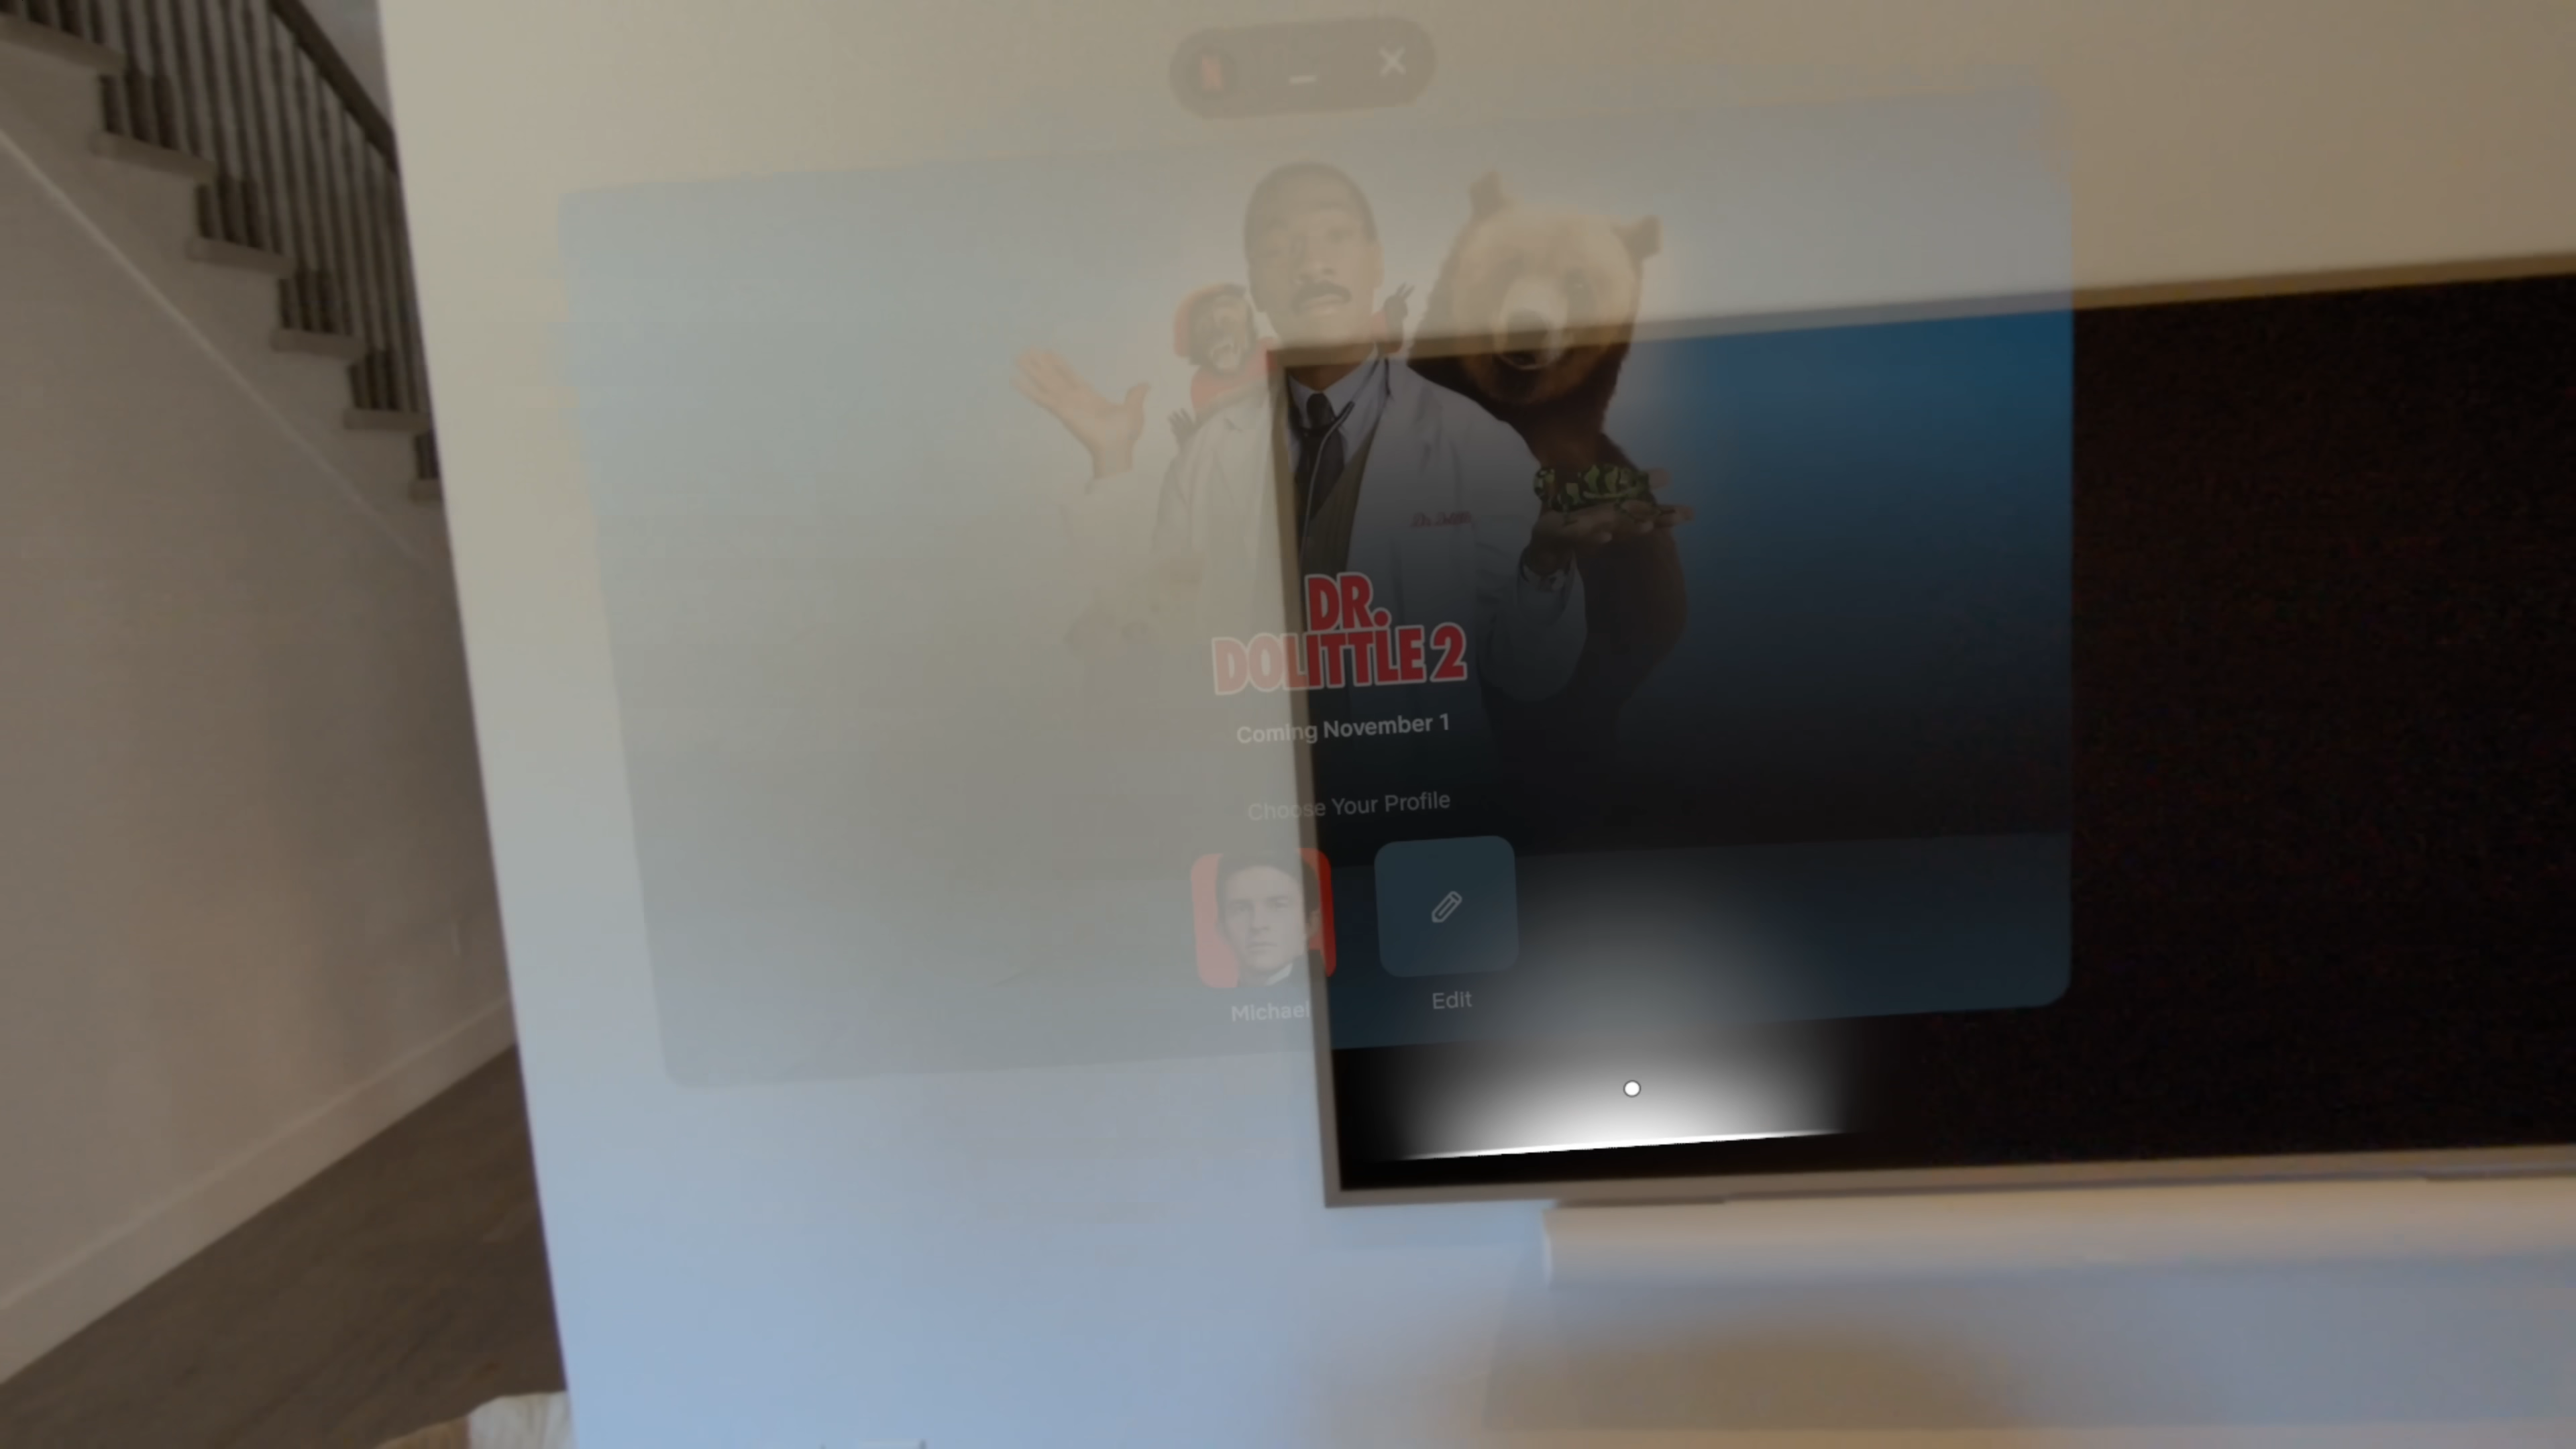 DR.
DOLITTLE 2
Coming November 1
Choose Your Profile
Michael
Edit